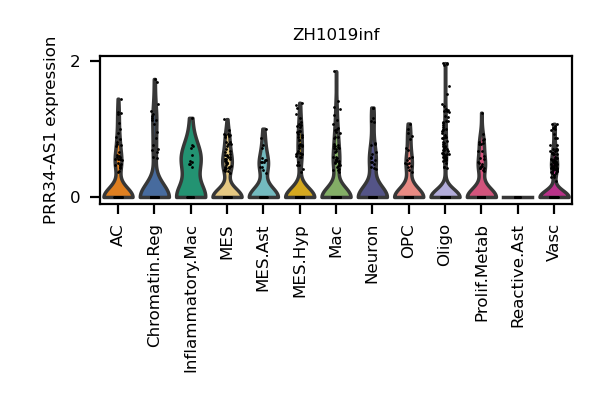 ZH1019inf
PRR34-AS1 expression
2
0
AC
Chromatin.Reg
Inflammatory.Mac
MES
MES.Ast
MES.Hyp
Mac
Neuron
OPC
Oligo
Prolif.Metab
Reactive.Ast
Vasc